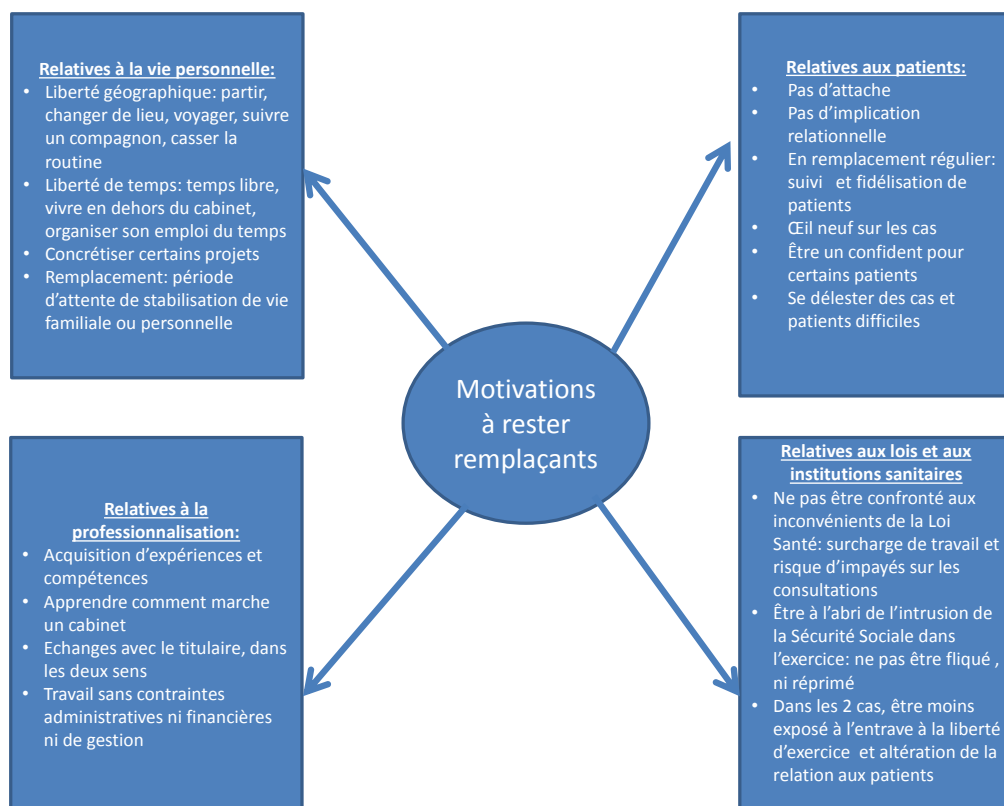 Relatives à la vie personnelle:
• Liberté géographique: partir,
changer de lieu, voyager, suivre
un compagnon, casser la
routine
• Liberté de temps: temps libre,
vivre en dehors du cabinet,
organiser son emploi du temps
• Concrétiser certains projets
• Remplacement: période
d'attente de stabilisation de vie
familiale ou personnelle
Relatives aux patients:
• Pas d'attache
• Pas d'implication
relationnelle
• En remplacement régulier:
suivi et fidélisation de
patients
• Œil neuf sur les cas
• Être un confident pour
certains patients
• Se délester des cas et
patients difficiles
Motivations
à rester
remplaçants
Relatives à la
professionnalisation:
• Acquisition d'expériences et
compétences
• Apprendre comment marche
un cabinet
• Echanges avec le titulaire, dans
les deux sens
• Travail sans contraintes
administratives ni financières
ni de gestion
Relatives aux lois et aux
institutions sanitaires
• Ne pas être confronté aux
inconvénients de la Loi
Santé: surcharge de travail et
risque d'impayés sur les
consultations
• Être à l'abri de l'intrusion de
la Sécurité Sociale dans
l'exercice: ne pas être fliqué ,
ni réprimé
• Dans les 2 cas, être moins
exposé à l'entrave à la liberté
d'exercice et altération de la
relation aux patients